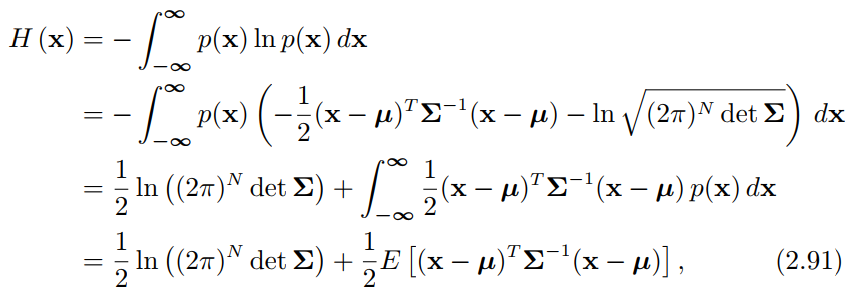 H (x) = − ∫_{−∞}^{∞} p(x) ln p(x) dx
= − ∫_{−∞}^{∞} p(x) ( −1/2 (x − μ)^T Σ^{−1} (x − μ) − ln √((2π)^N det Σ) ) dx
= 1/2 ln ((2π)^N det Σ) + ∫_{−∞}^{∞} 1/2 (x − μ)^T Σ^{−1} (x − μ) p(x) dx
= 1/2 ln ((2π)^N det Σ) + 1/2 E [(x − μ)^T Σ^{−1} (x − μ)] , (2.91)